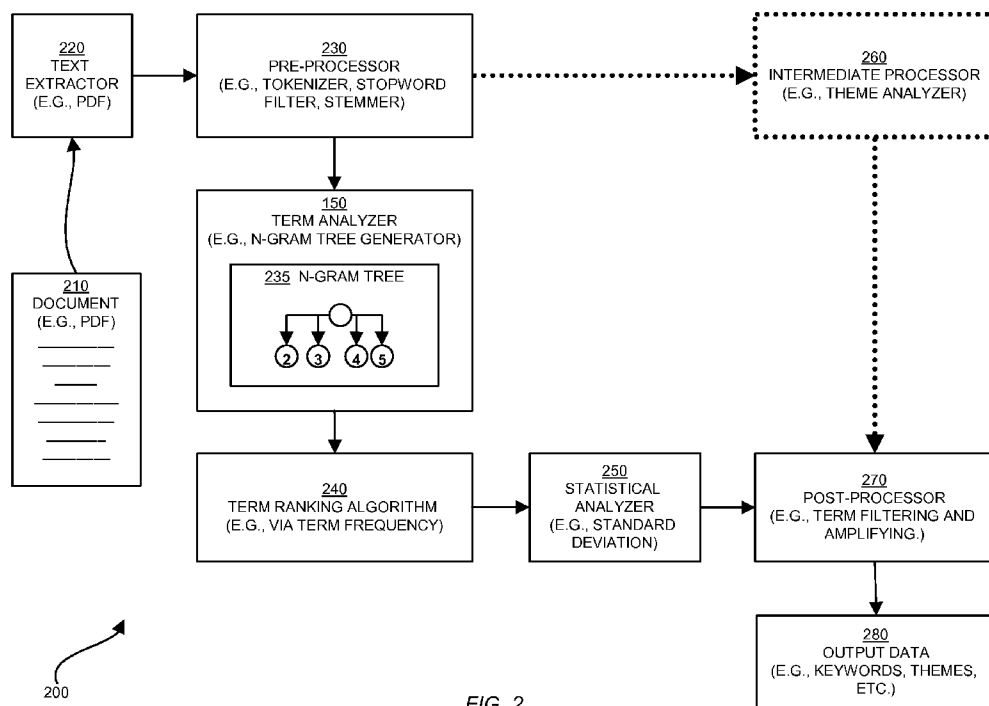 220
TEXT
EXTRACTOR
(E.G., PDF)
230
PRE-PROCESSOR
(E.G., TOKENIZER, STOPWORD
FILTER, STEMMER)
260
INTERMEDIATE PROCESSOR
(E.G., THEME ANALYZER)
150
TERM ANALYZER
(E.G., N-GRAM TREE GENERATOR)
235 N-GRAM TREE
2 3 4 5
210
DOCUMENT
(E.G., PDF)
240
TERM RANKING ALGORITHM
(E.G., VIA TERM FREQUENCY)
250
STATISTICAL
ANALYZER
(E.G., STANDARD
DEVIATION)
270
POST-PROCESSOR
(E.G., TERM FILTERING AND
AMPLIFYING.)
280
OUTPUT DATA
(E.G., KEYWORDS, THEMES,
ETC.)
200
FIG. 2